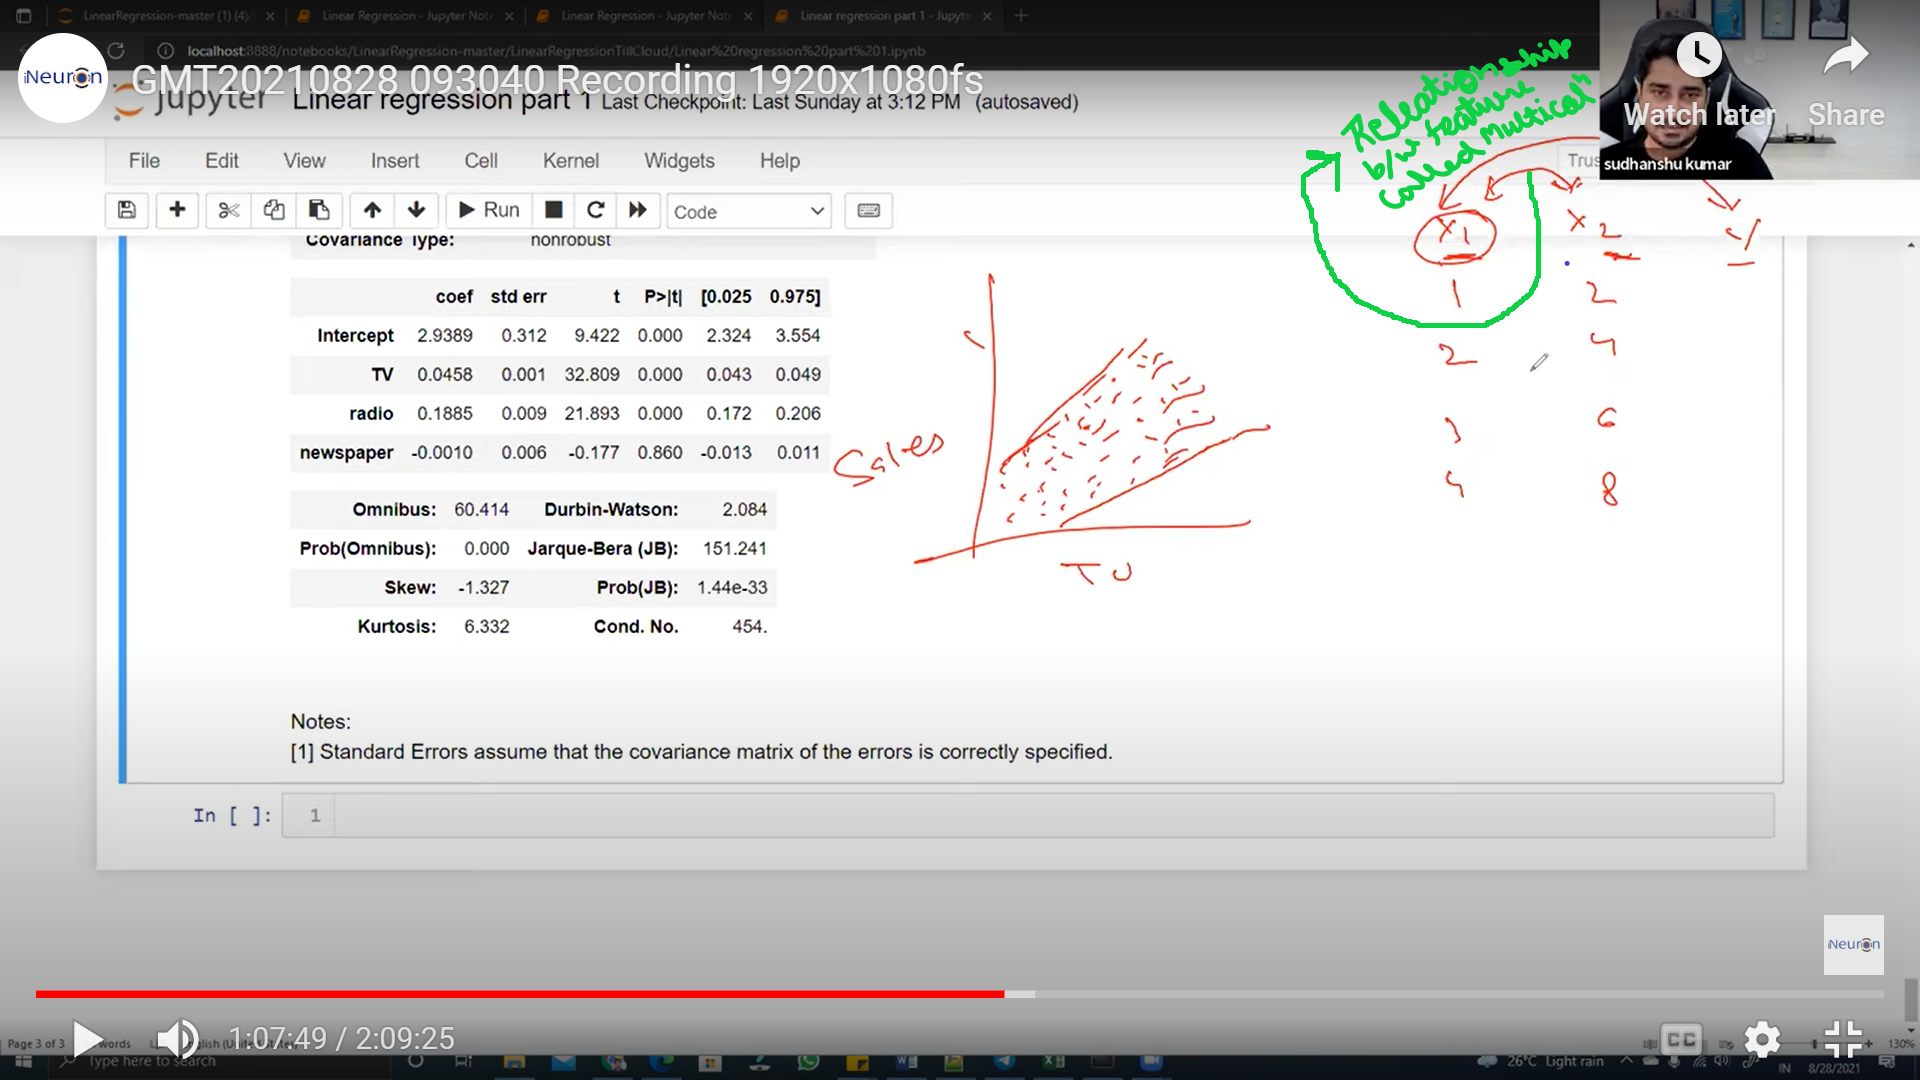 LinearRegression-master (1) (4)/
Linear Regression - Jupyter Not
Linear Regression - Jupyter Not
Linear regression part 1 - Jupyte
localhost:8888/notebooks/LinearRegression-master/LinearRegressionTillCloud/Linear%20regression%20part%201.ipynb
iNeuron
GMT20210828 093040 Recording 1920x1080fs
jupyter Linear regression part 1 Last Checkpoint: Last Sunday at 3:12 PM (autosaved)
Watch later
Share
sudhanshu kumar
Releationship
b/w feature
called multical"
File Edit View Insert Cell Kernel Widgets Help
Trus
Run
Code
Covariance Type: nonrobust
coef std err t P>|t| [0.025 0.975]
Intercept 2.9389 0.312 9.422 0.000 2.324 3.554
TV 0.0458 0.001 32.809 0.000 0.043 0.049
radio 0.1885 0.009 21.893 0.000 0.172 0.206
newspaper -0.0010 0.006 -0.177 0.860 -0.013 0.011
Omnibus: 60.414 Durbin-Watson: 2.084
Prob(Omnibus): 0.000 Jarque-Bera (JB): 151.241
Skew: -1.327 Prob(JB): 1.44e-33
Kurtosis: 6.332 Cond. No. 454.
Sales
x1 x2 y
1 2
2 4
3 6
4 8
Notes:
[1] Standard Errors assume that the covariance matrix of the errors is correctly specified.
In [ ]: 1
iNeuron
1:07:49 / 2:09:25
CC
Page 3 of 3
130%
Type here to search
26°C Light rain
IN
8/28/2021